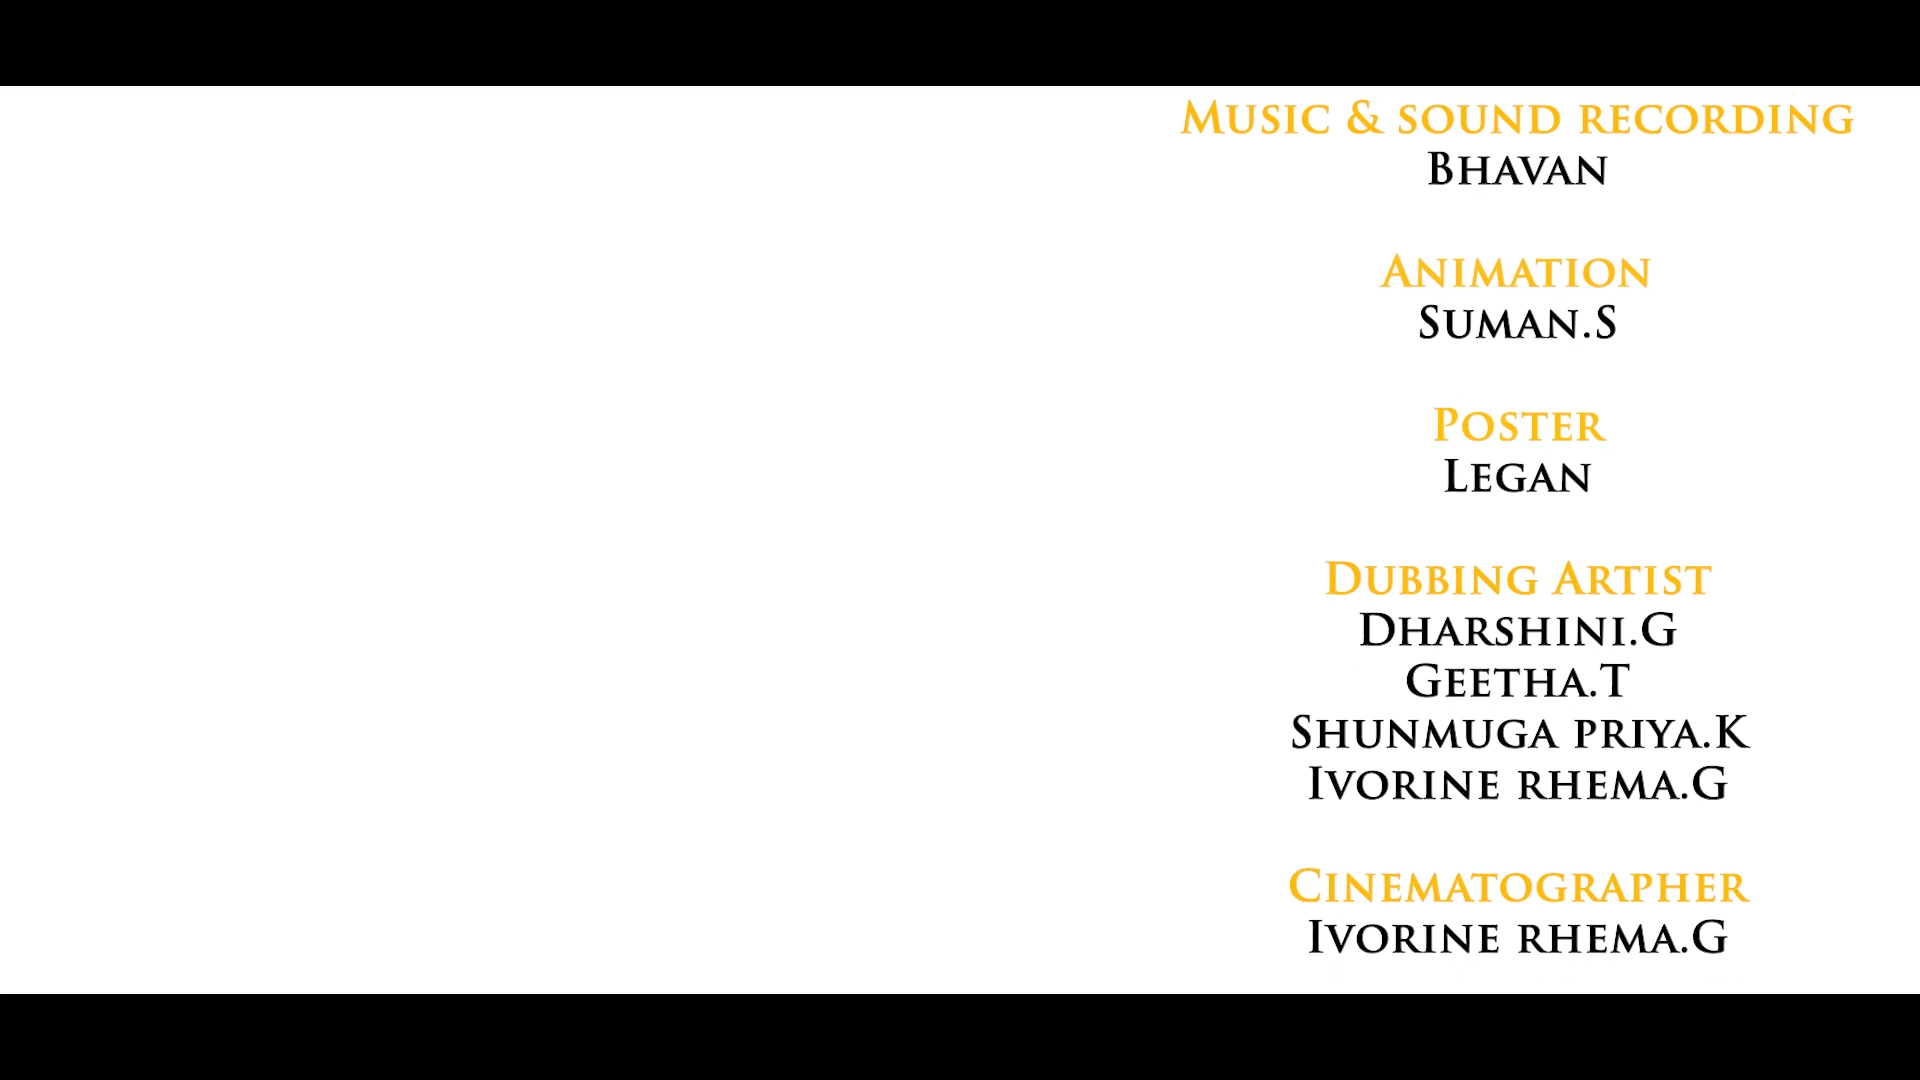 Music & sound recording
Bhavan
Animation
Suman.S
Poster
Legan
Dubbing Artist
Dharshini.G
Geetha.T
Shunmuga priya.K
Ivorine rhema.G
Cinematographer
Ivorine rhema.G